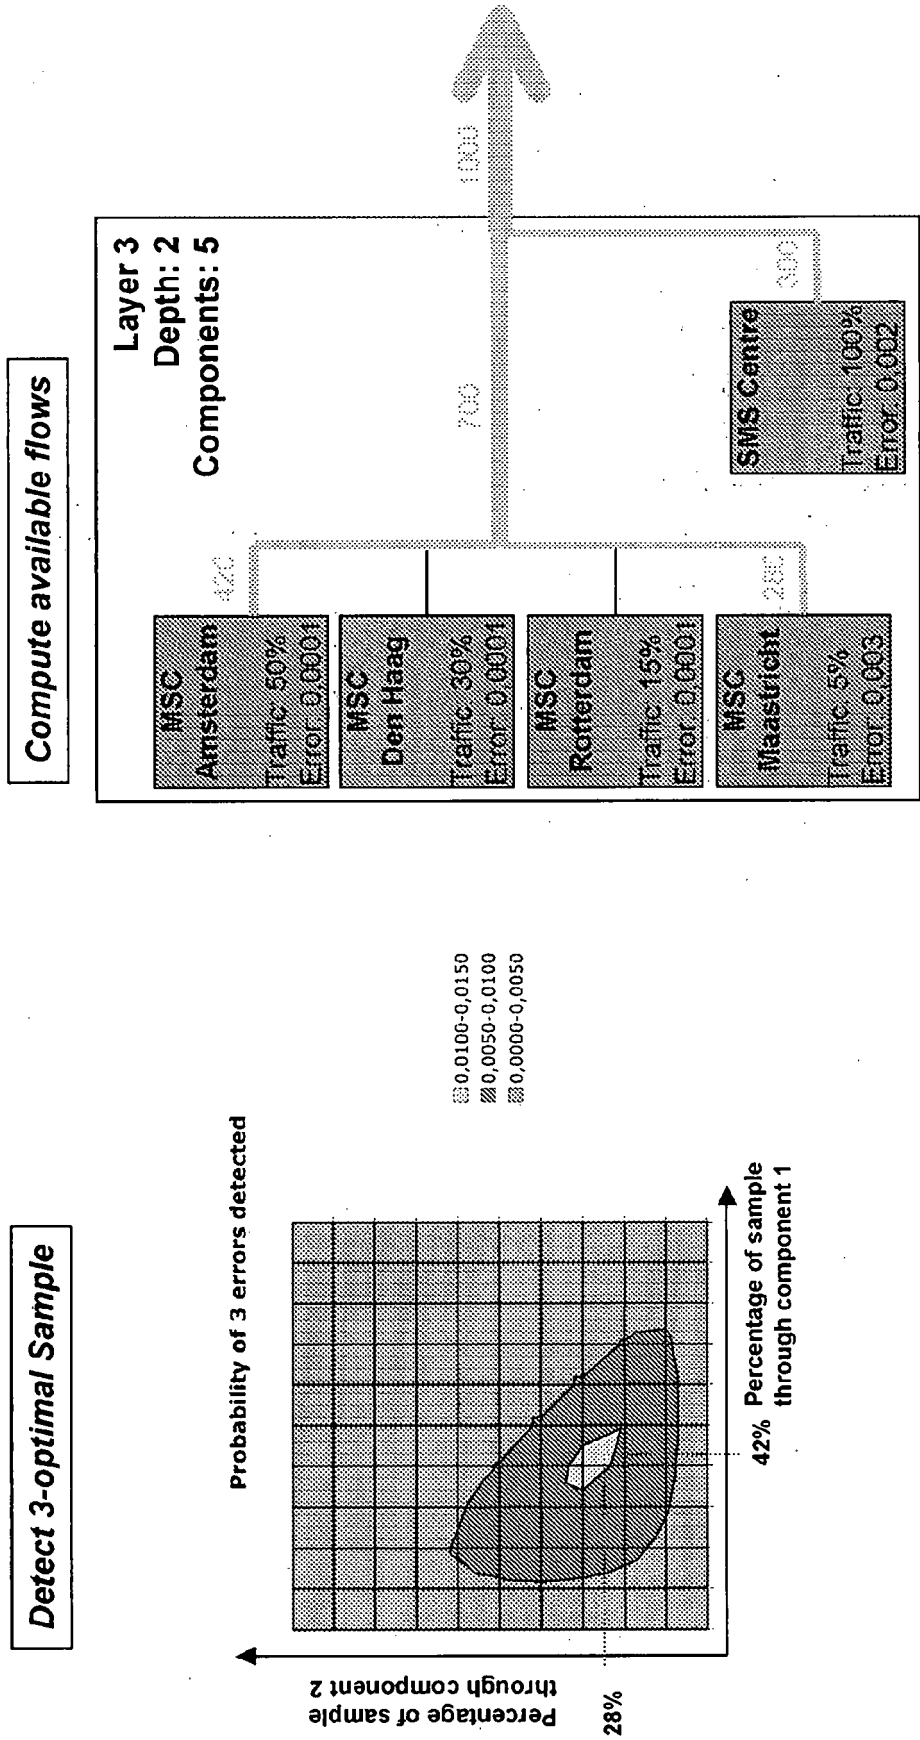 Detect 3-optimal Sample
Probability of 3 errors detected
0,0100-0,0150
0,0050-0,0100
0,0000-0,0050
Percentage of sample
through component 2
28%
42%
Percentage of sample
through component 1
Compute available flows
Layer 3
Depth: 2
Components: 5
MSC
Amsterdam
Traffic: 50%
Error: 0,0001
MSC
Den Haag
Traffic: 30%
Error: 0,0001
MSC
Rotterdam
Traffic: 15%
Error: 0,0001
MSC
Maastricht
Traffic: 5%
Error: 0,003
SMS Centre
Traffic: 100%
Error: 0,002
420
280
700
300
1000